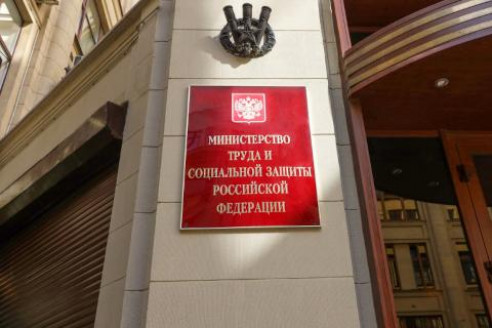 МИНИСТЕРСТВО
ТРУДА И
СОЦИАЛЬНОЙ ЗАЩИТЫ
РОССИЙСКОЙ
ФЕДЕРАЦИИ